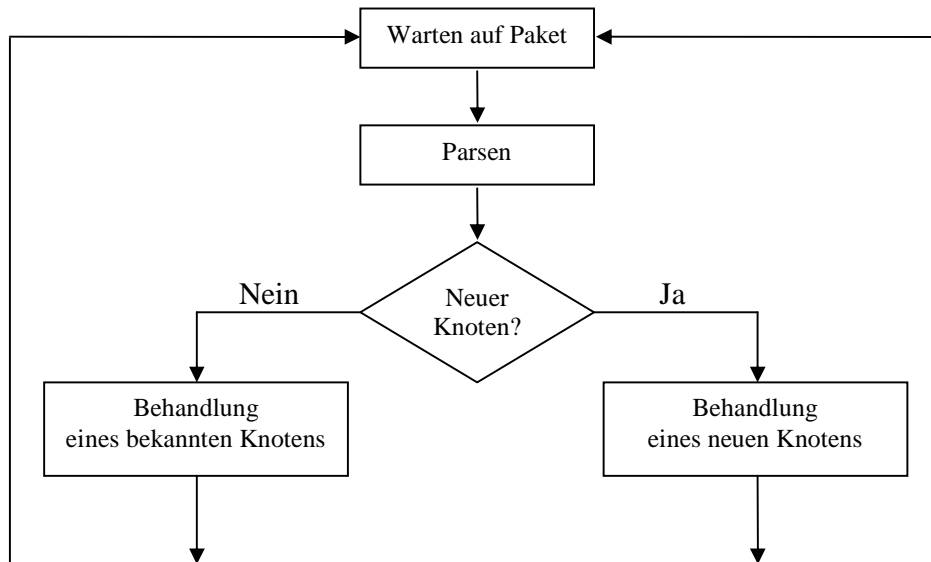 Warten auf Paket
Parsen
Neuer
Knoten?
Nein
Ja
Behandlung
eines bekannten Knotens
Behandlung
eines neuen Knotens